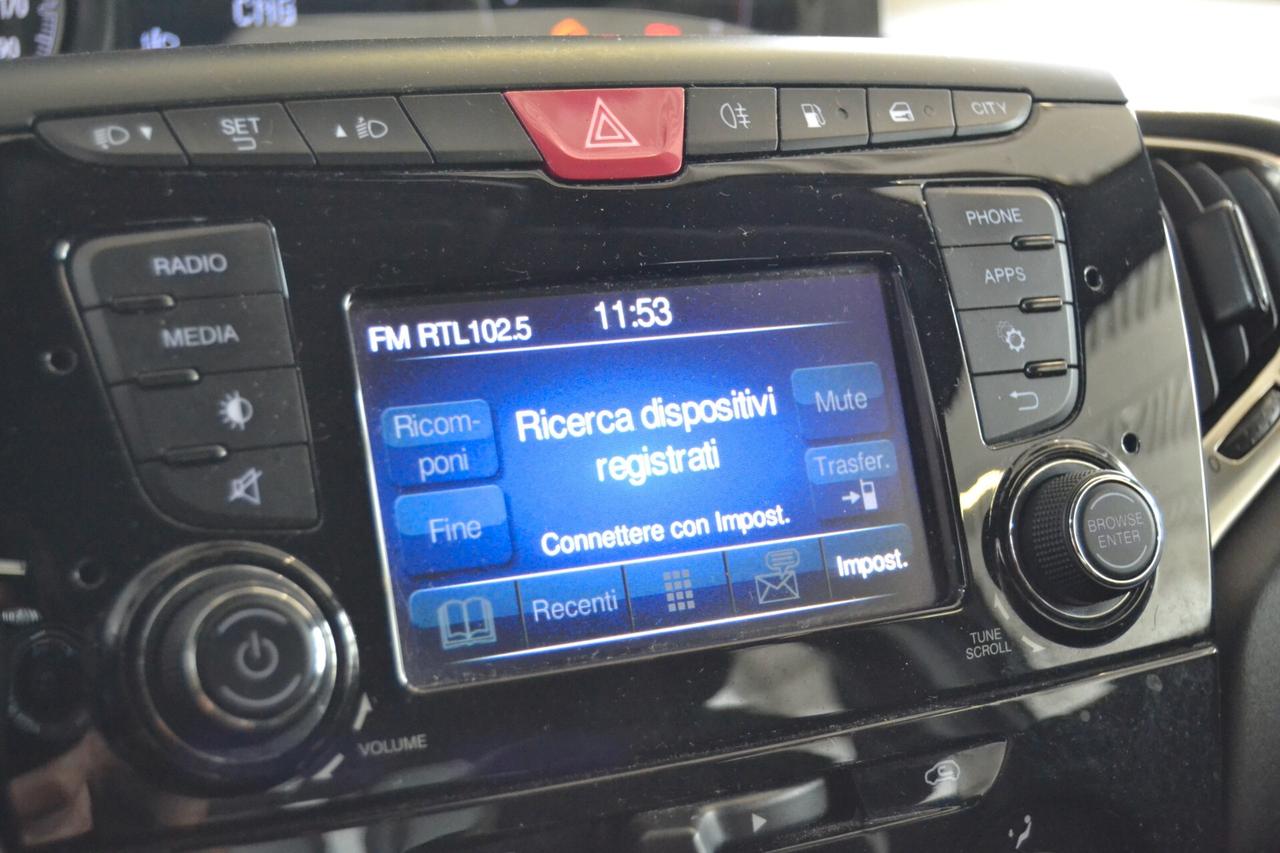 SET
CITY
RADIO
MEDIA
PHONE
APPS
FM RTL102.5
11:53
Ricom-
poni
Ricerca dispositivi
registrati
Mute
Trasfer.
Fine
Connettere con Impost.
Recenti
Impost.
BROWSE
ENTER
TUNE
SCROLL
VOLUME